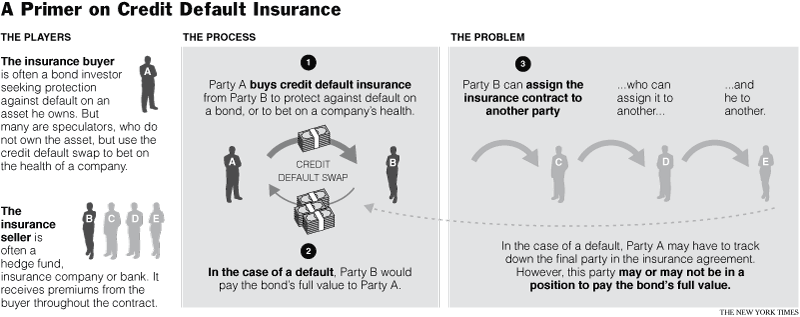 A Primer on Credit Default Insurance
THE PLAYERS
The insurance buyer
is often a bond investor
seeking protection
against default on an
asset he owns. But
many are speculators, who do
not own the asset, but use the
credit default swap to bet on
the health of a company.
A
The
insurance
seller is
often a
hedge fund,
insurance company or bank. It
receives premiums from the
buyer throughout the contract.
B C D E
THE PROCESS
1
Party A buys credit default insurance
from Party B to protect against default on
a bond, or to bet on a company's health.
A
CREDIT
DEFAULT SWAP
B
2
In the case of a default, Party B would
pay the bond's full value to Party A.
THE PROBLEM
3
Party B can assign the
insurance contract to
another party
...who can
assign it to
another...
...and
he to
another.
C D E
In the case of a default, Party A may have to track
down the final party in the insurance agreement.
However, this party may or may not be in a
position to pay the bond's full value.
THE NEW YORK TIMES